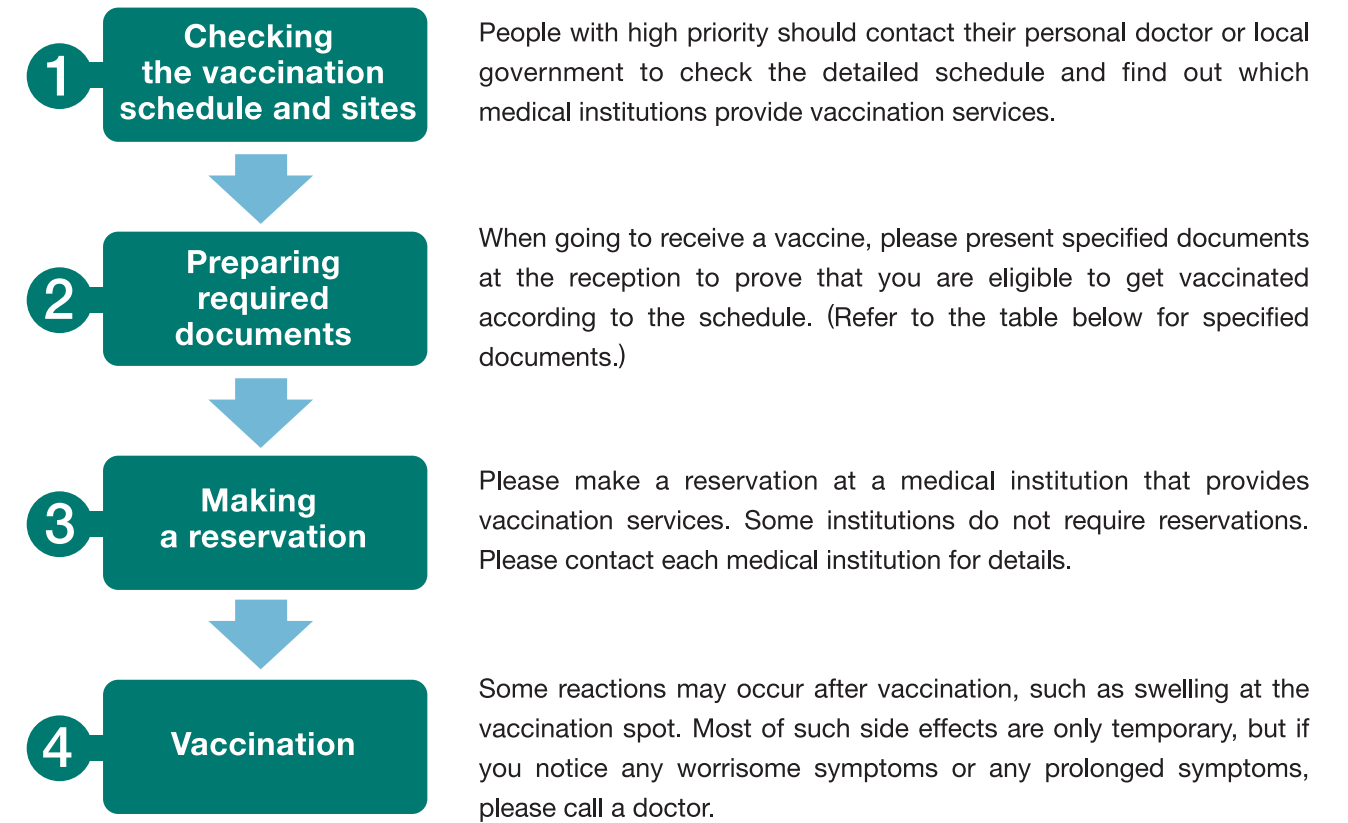 1
Checking
the vaccination
schedule and sites
People with high priority should contact their personal doctor or local
government to check the detailed schedule and find out which
medical institutions provide vaccination services.
2
Preparing
required
documents
When going to receive a vaccine, please present specified documents
at the reception to prove that you are eligible to get vaccinated
according to the schedule. (Refer to the table below for specified
documents.)
3
Making
a reservation
Please make a reservation at a medical institution that provides
vaccination services. Some institutions do not require reservations.
Please contact each medical institution for details.
4
Vaccination
Some reactions may occur after vaccination, such as swelling at the
vaccination spot. Most of such side effects are only temporary, but if
you notice any worrisome symptoms or any prolonged symptoms,
please call a doctor.